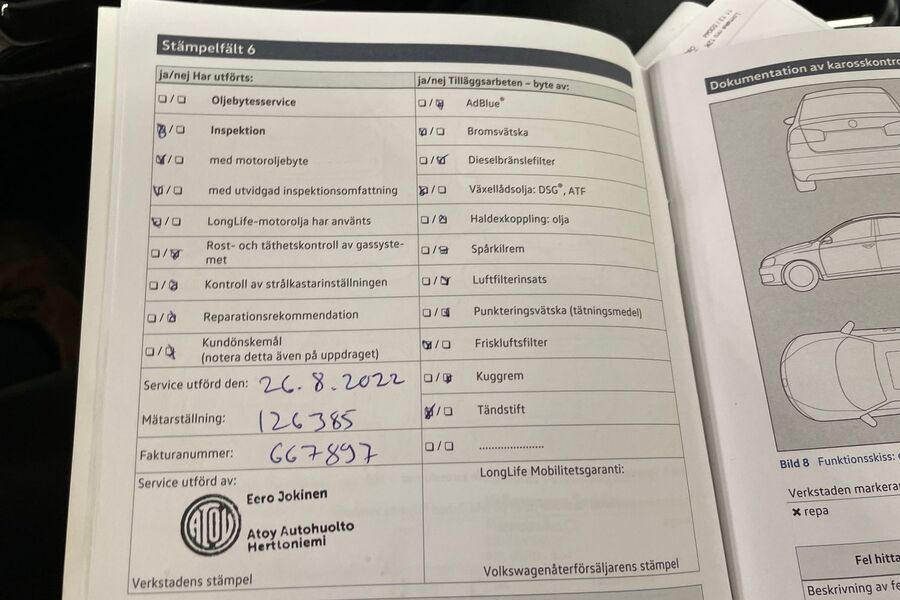 Stämpelfält 6
ja/nej Har utförts:
Oljebytesservice
Inspektion
med motoroljebyte
med utvidgad inspektionsomfattning
LongLife-motorolja har använts
Rost- och täthetskontroll av gassyste-
met
Kontroll av strålkastarinställningen
Reparationsrekommendation
Kundönskemål
(notera detta även på uppdraget)
Service utförd den: 26.8.2022
Mätarställning: 126385
Fakturanummer: 667897
Service utförd av:
Eero Jokinen
ATOY
Atoy Autohuolto
Herttoniemi
Verkstadens stämpel
ja/nej Tilläggsarbeten – byte av:
AdBlue®
Bromsvätska
Dieselbränslefilter
Växellådsolja: DSG®, ATF
Haldexkoppling: olja
Spårkilrem
Luftfilterinsats
Punkteringsvätska (tätningsmedel)
Friskluftsfilter
Kuggrem
Tändstift
......................
LongLife Mobilitetsgaranti:
Volkswagenåterförsäljarens stämpel
Dokumentation av karosskontro
Bild 8 Funktionsskiss:
Verkstaden markera
✖ repa
Fel hitta
Beskrivning av fe